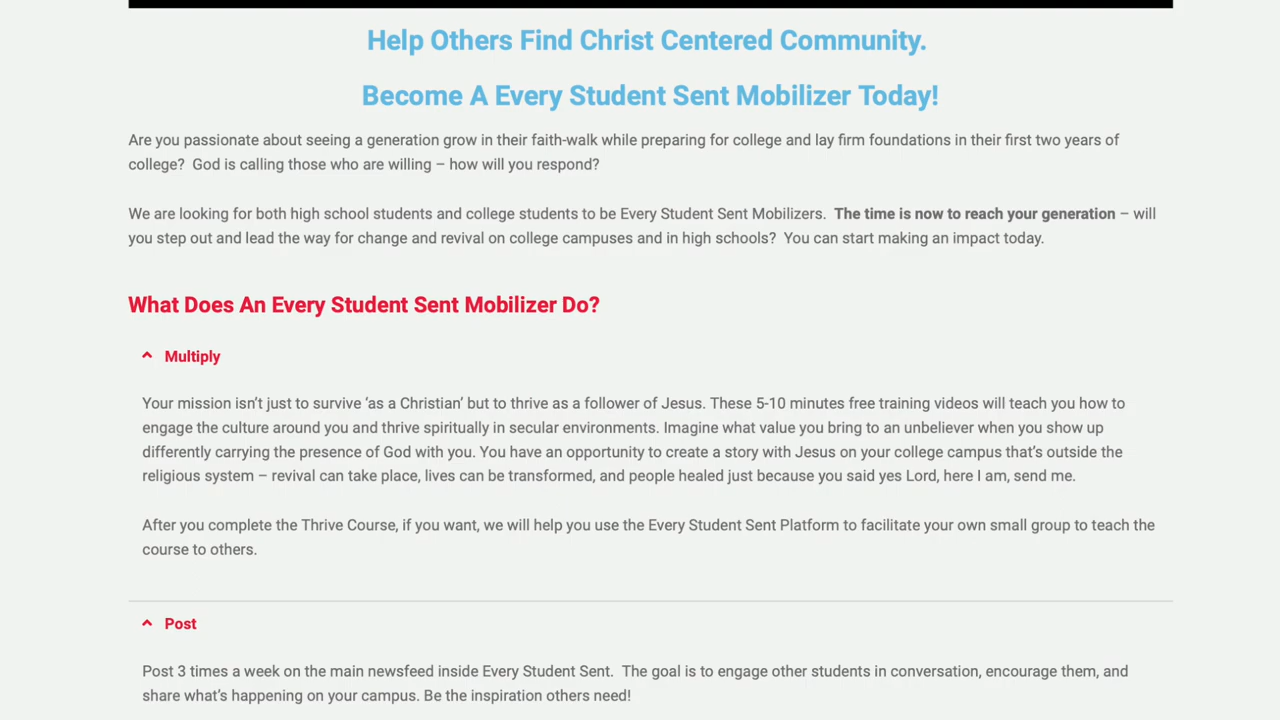 Help Others Find Christ Centered Community.
Become A Every Student Sent Mobilizer Today!
Are you passionate about seeing a generation grow in their faith-walk while preparing for college and lay firm foundations in their first two years of
college?  God is calling those who are willing – how will you respond?
We are looking for both high school students and college students to be Every Student Sent Mobilizers.  The time is now to reach your generation – will
you step out and lead the way for change and revival on college campuses and in high schools?  You can start making an impact today.
What Does An Every Student Sent Mobilizer Do?
Multiply
Your mission isn’t just to survive ‘as a Christian’ but to thrive as a follower of Jesus. These 5-10 minutes free training videos will teach you how to
engage the culture around you and thrive spiritually in secular environments. Imagine what value you bring to an unbeliever when you show up
differently carrying the presence of God with you. You have an opportunity to create a story with Jesus on your college campus that’s outside the
religious system – revival can take place, lives can be transformed, and people healed just because you said yes Lord, here I am, send me.
After you complete the Thrive Course, if you want, we will help you use the Every Student Sent Platform to facilitate your own small group to teach the
course to others.
Post
Post 3 times a week on the main newsfeed inside Every Student Sent.  The goal is to engage other students in conversation, encourage them, and
share what’s happening on your campus. Be the inspiration others need!